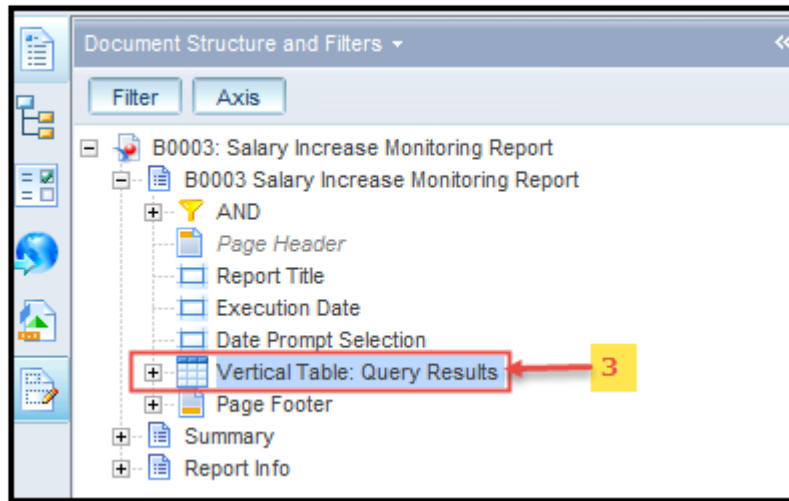 Document Structure and Filters
Filter Axis
B0003: Salary Increase Monitoring Report
B0003 Salary Increase Monitoring Report
AND
Page Header
Report Title
Execution Date
Date Prompt Selection
Vertical Table: Query Results 3
Page Footer
Summary
Report Info